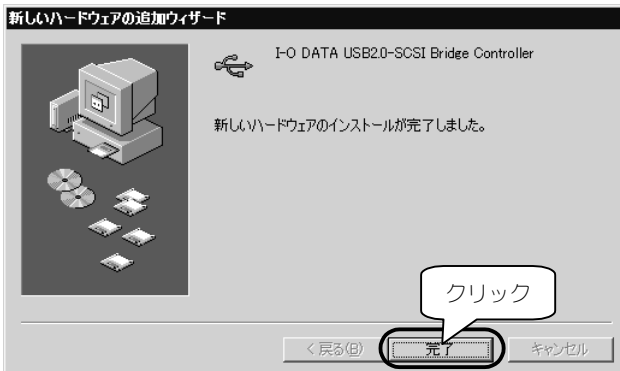 新しいハードウェアの追加ウィザード
I-O DATA USB2.0-SCSI Bridge Controller
新しいハードウェアのインストールが完了しました。
クリック
< 戻る(B)
完了
キャンセル